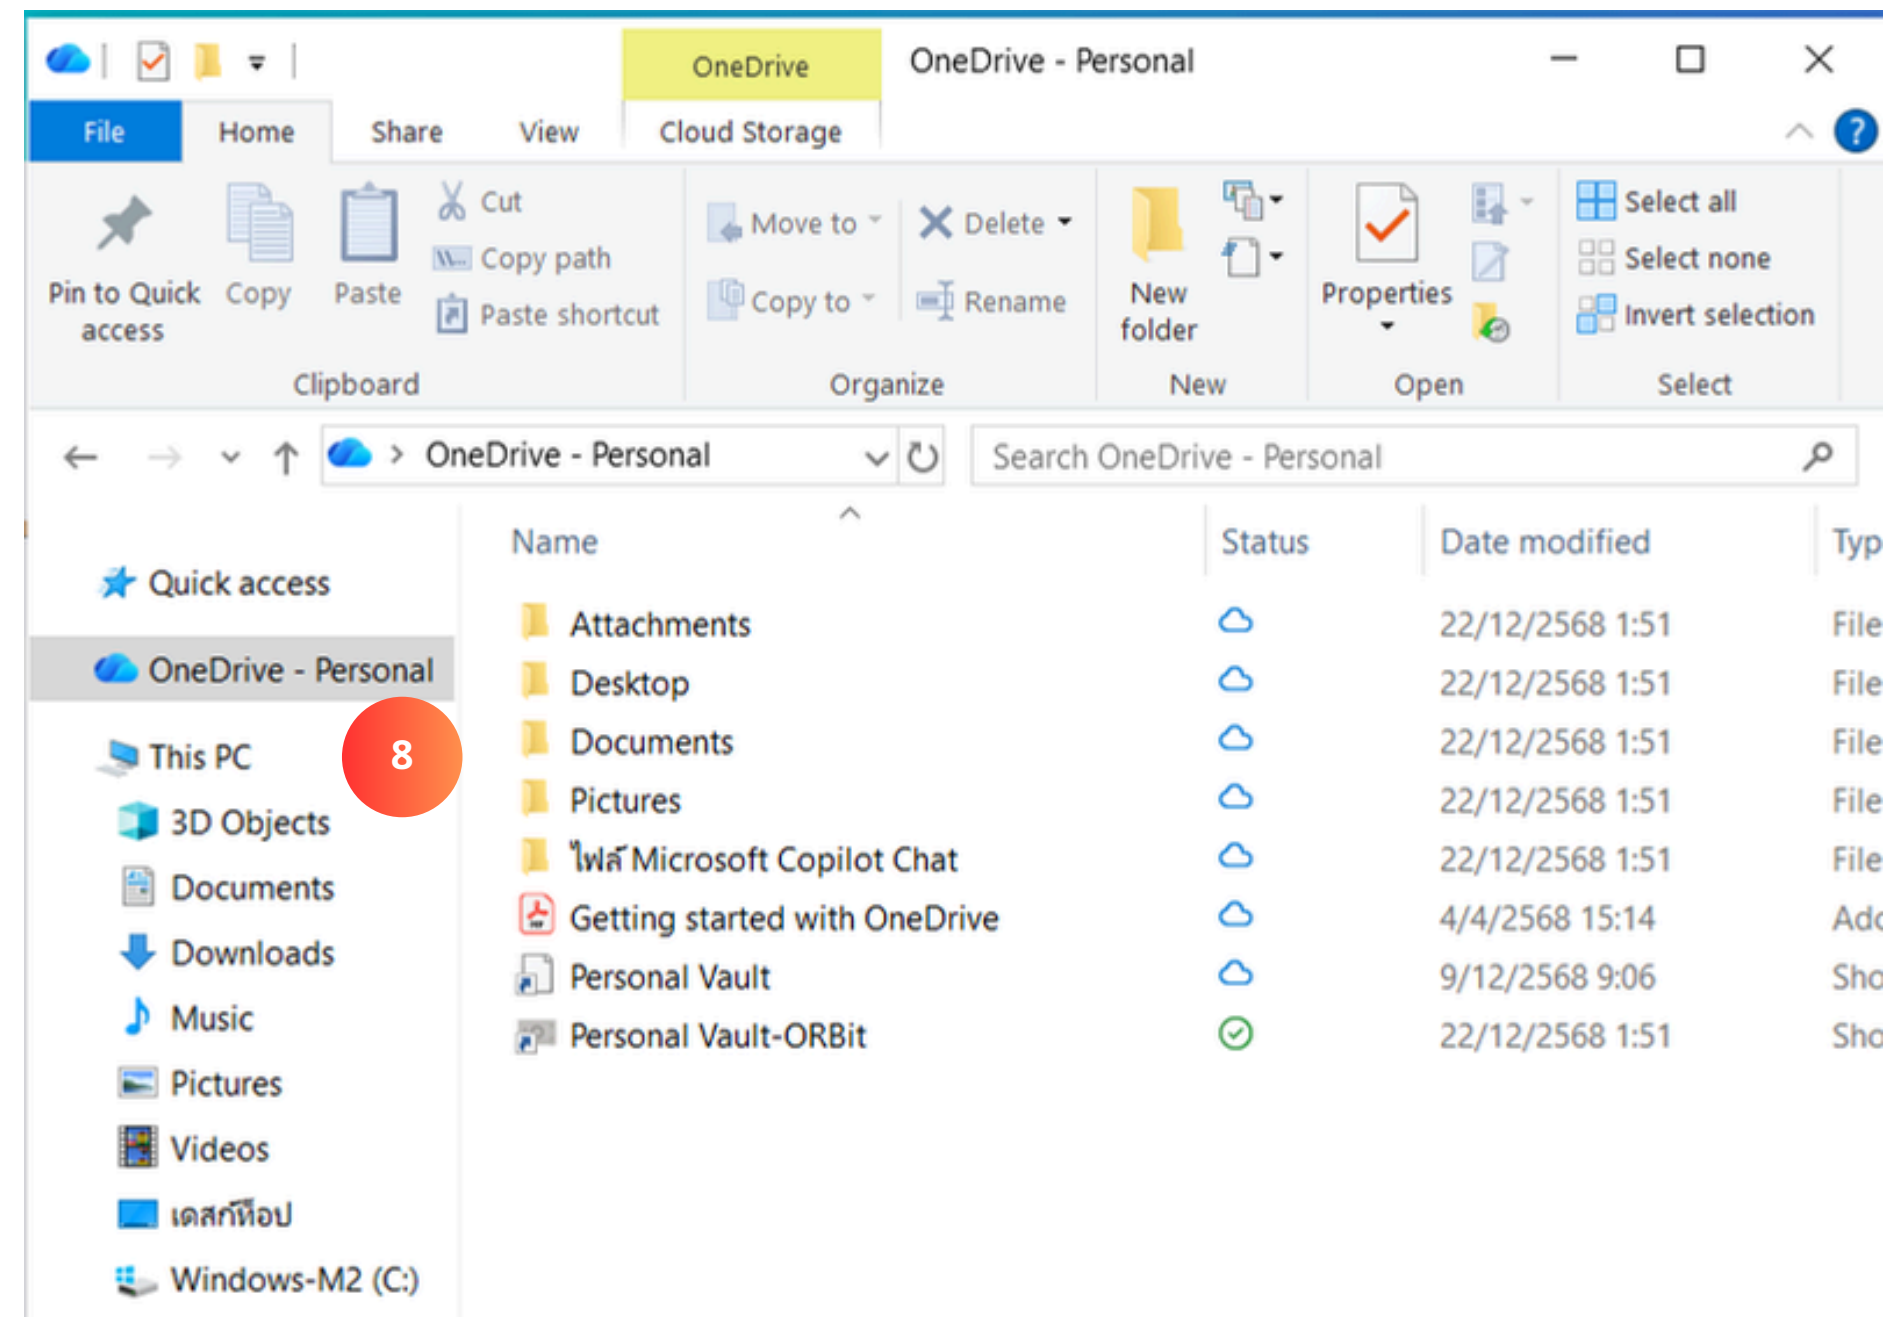 OneDrive
OneDrive - Personal
File Home Share View Cloud Storage
Pin to Quick access
Copy
Paste
Cut
Copy path
Paste shortcut
Clipboard
Move to
Copy to
Delete
Rename
Organize
New folder
New
Properties
Open
Select all
Select none
Invert selection
Select
OneDrive - Personal
Search OneDrive - Personal
Quick access
OneDrive - Personal
This PC
8
3D Objects
Documents
Downloads
Music
Pictures
Videos
เดสก์ท็อป
Windows-M2 (C:)
Name Status Date modified Typ
Attachments 22/12/2568 1:51 File
Desktop 22/12/2568 1:51 File
Documents 22/12/2568 1:51 File
Pictures 22/12/2568 1:51 File
ไฟล์ Microsoft Copilot Chat 22/12/2568 1:51 File
Getting started with OneDrive 4/4/2568 15:14 Ado
Personal Vault 9/12/2568 9:06 Sho
Personal Vault-ORBit 22/12/2568 1:51 Sho